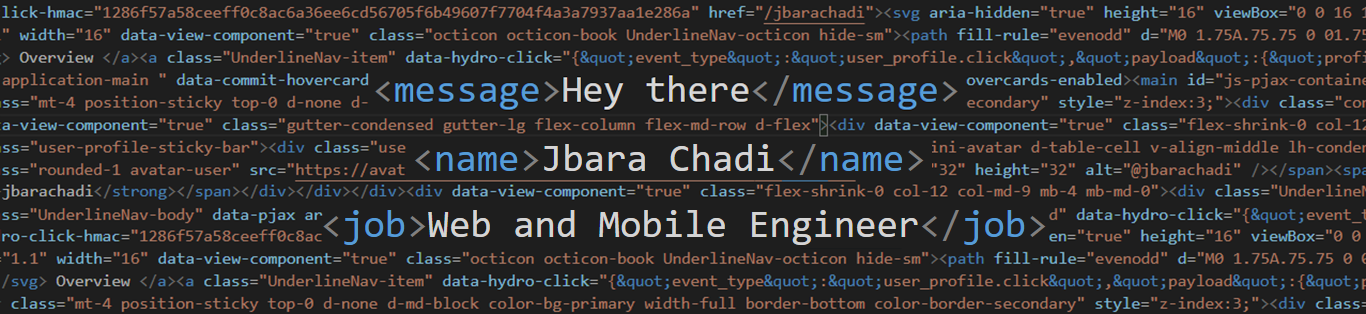 lick-hmac="1286f57a58ceeff0c8ac6a36ee6cd56705f6b49607f7704f4a3a7937aa1e286a" href="/jbarachadi"><svg aria-hidden="true" height="16" viewBox="0 0 16 1
" width="16" data-view-component="true" class="octicon octicon-book UnderlineNav-octicon hide-sm"><path fill-rule="evenodd" d="M0 1.75A.75.75 0 01.75
> Overview </a><a class="UnderlineNav-item" data-hydro-click="{&quot;event_type&quot;:&quot;user_profile.click&quot;,&quot;payload&quot;:{&quot;prof
application-main " data-commit-hovercard
overcards-enabled><main id="js-pjax-containe
<message>Hey there</message>
ass="mt-4 position-sticky top-0 d-none d-
econdary" style="z-index:3;"><div class="con
ta-view-component="true" class="gutter-condensed gutter-lg flex-column flex-md-row d-flex"><div data-view-component="true" class="flex-shrink-0 col-12
ass="user-profile-sticky-bar"><div class="use
ini-avatar d-table-cell v-align-middle lh-conden
<name>Jbara Chadi</name>
ass="rounded-1 avatar-user" src="https://avat
"32" height="32" alt="@jbarachadi" /></span><spa
jbarachadi</strong></span></div></div></div><div data-view-component="true" class="flex-shrink-0 col-12 col-md-9 mb-4 mb-md-0"><div class="UnderlineN
ass="UnderlineNav-body" data-pjax ar
d" data-hydro-click="{&quot;event_t
<job>Web and Mobile Engineer</job>
ro-click-hmac="1286f57a58ceeff0c8ac
en="true" height="16" viewBox="0 0
="1.1" width="16" data-view-component="true" class="octicon octicon-book UnderlineNav-octicon hide-sm"><path fill-rule="evenodd" d="M0 1.75A.75.75 0 0
</svg> Overview </a><a class="UnderlineNav-item" data-hydro-click="{&quot;event_type&quot;:&quot;user_profile.click&quot;,&quot;payload&quot;:{&quot;p
class="mt-4 position-sticky top-0 d-none d-md-block color-bg-primary width-full border-bottom color-border-secondary" style="z-index:3;"><div class=